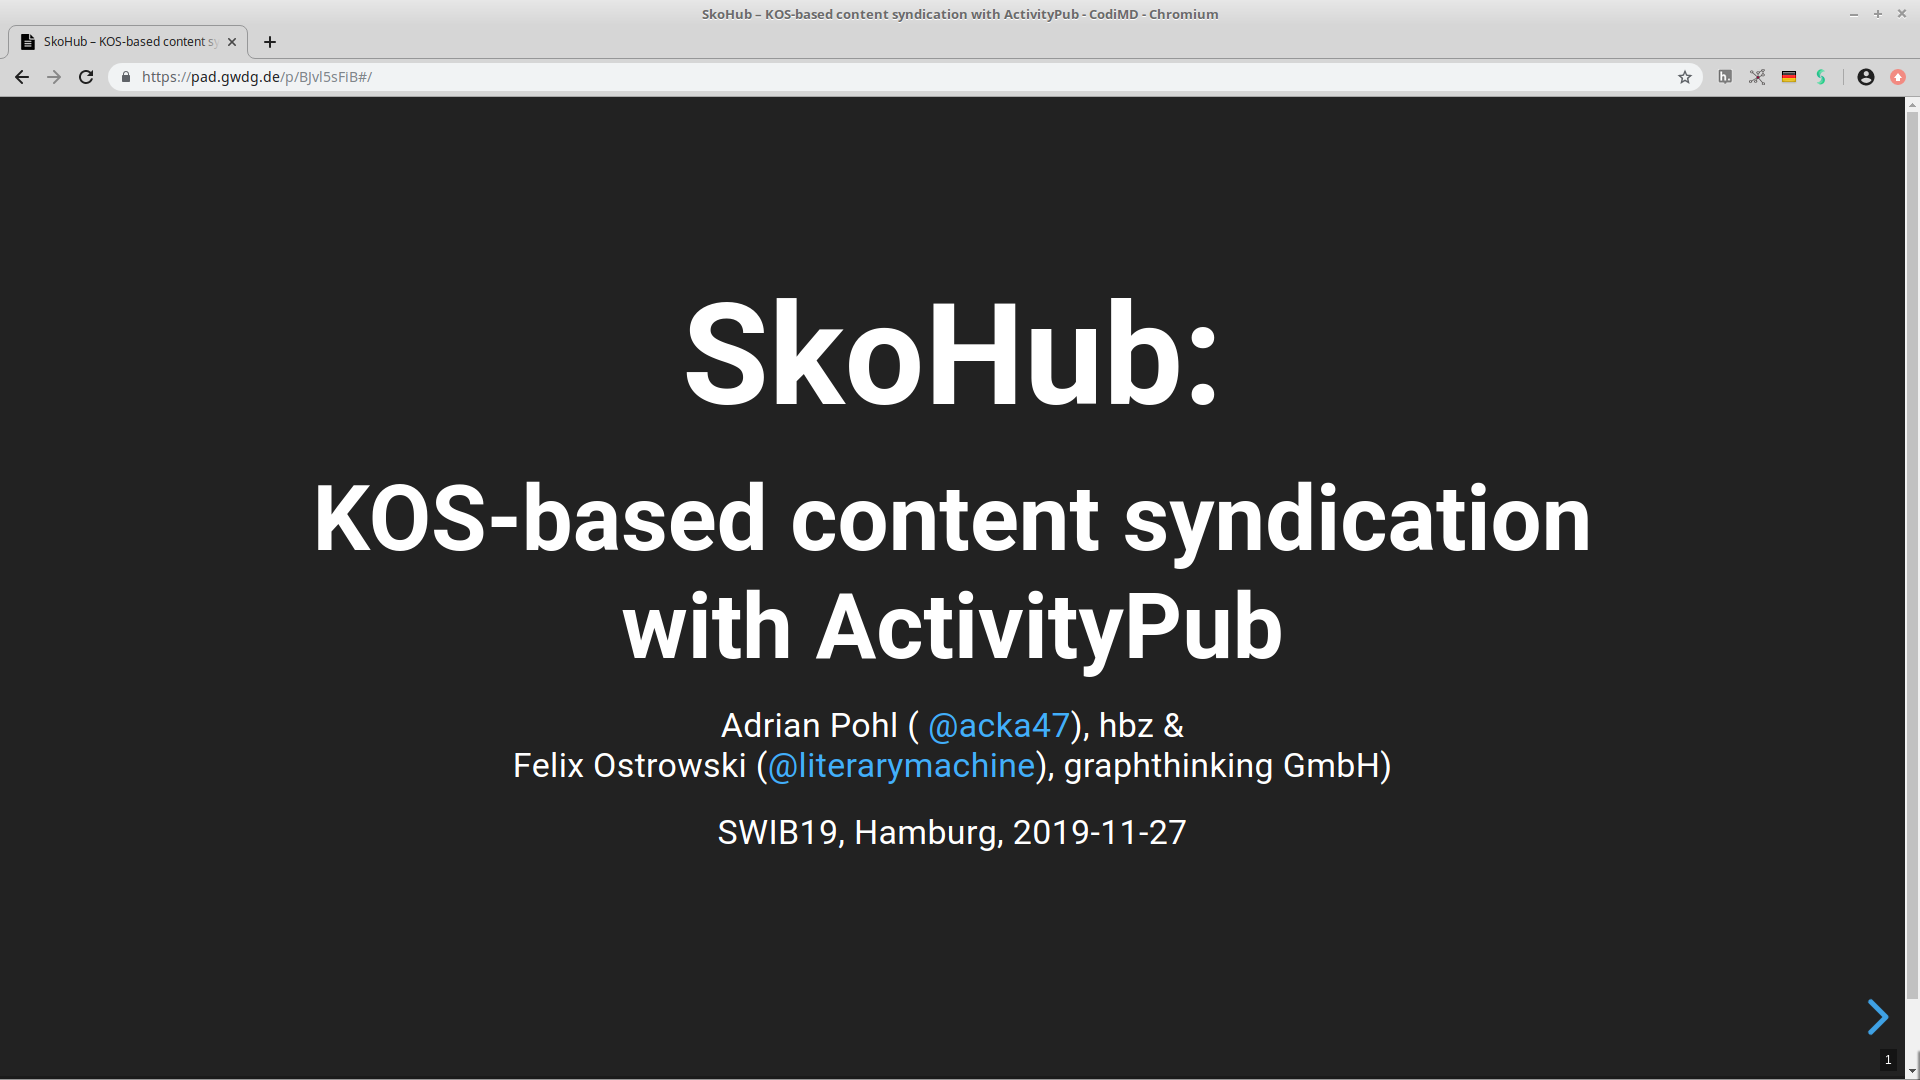 SkoHub – KOS-based content syndication with ActivityPub - CodiMD - Chromium
SkoHub – KOS-based content sy
https://pad.gwdg.de/p/BJvl5sFiB#/
SkoHub:
KOS-based content syndication
with ActivityPub
Adrian Pohl ( @acka47), hbz &
Felix Ostrowski (@literarymachine), graphthinking GmbH)
SWIB19, Hamburg, 2019-11-27
1